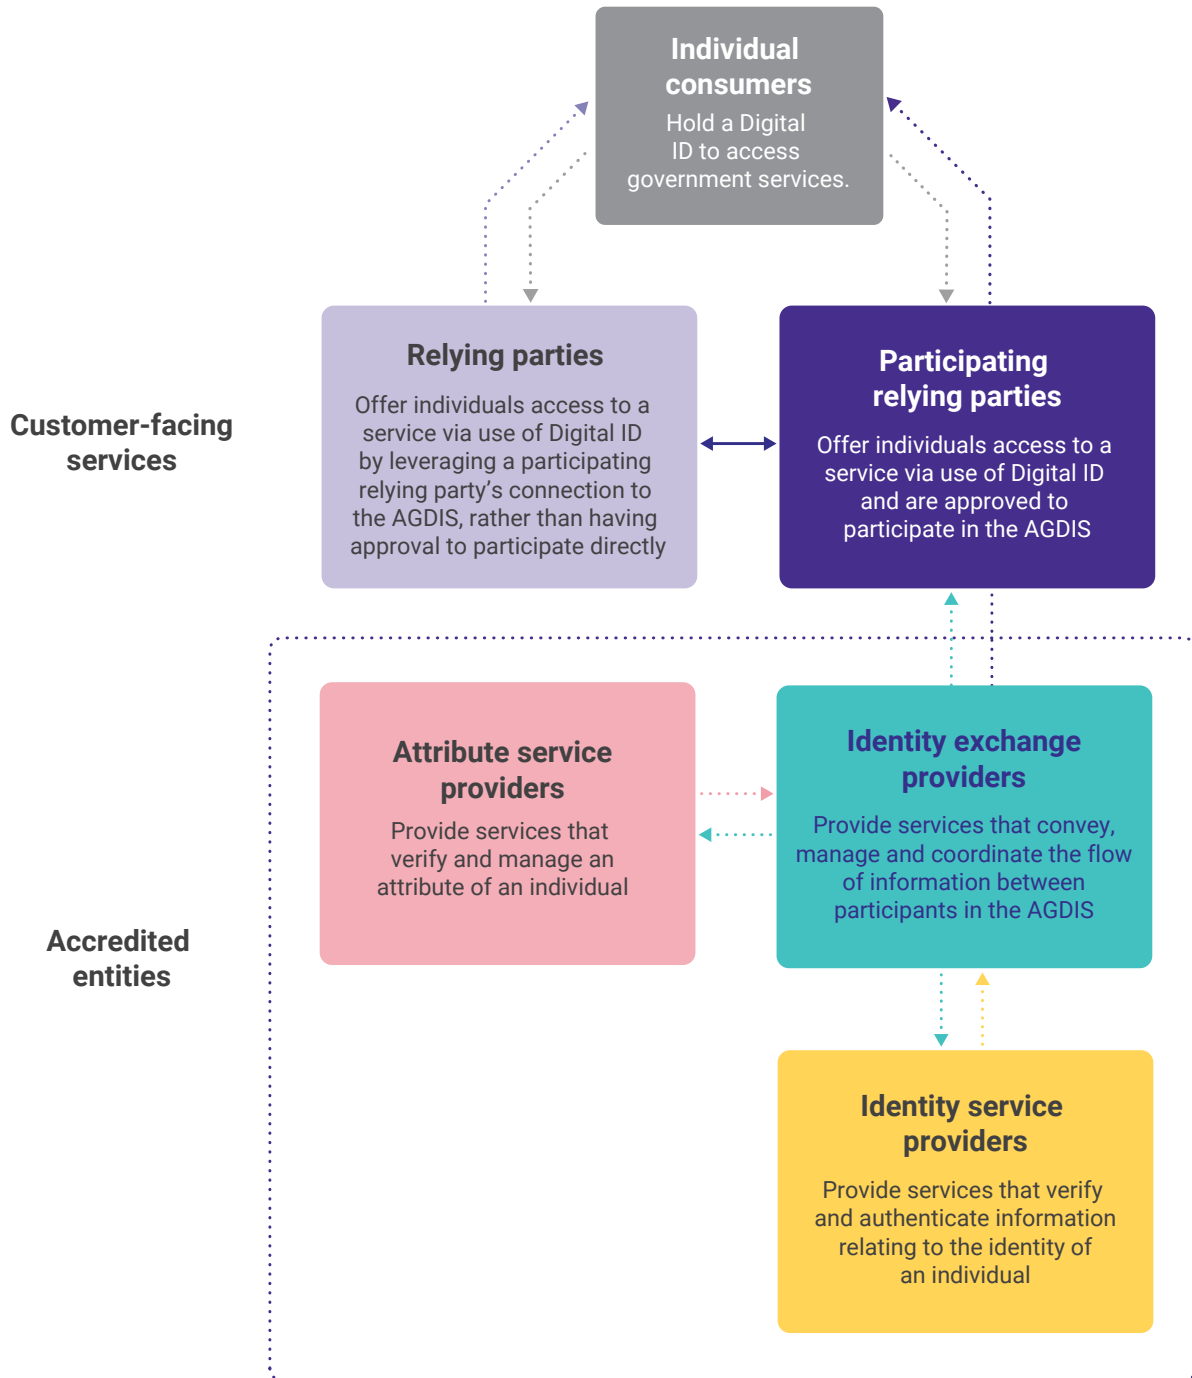 Individual
consumers
Hold a Digital
ID to access
government services.
Customer-facing
services
Relying parties
Offer individuals access to a
service via use of Digital ID
by leveraging a participating
relying party’s connection to
the AGDIS, rather than having
approval to participate directly
Participating
relying parties
Offer individuals access to a
service via use of Digital ID
and are approved to
participate in the AGDIS
Accredited
entities
Attribute service
providers
Provide services that
verify and manage an
attribute of an individual
Identity exchange
providers
Provide services that convey,
manage and coordinate the flow
of information between
participants in the AGDIS
Identity service
providers
Provide services that verify
and authenticate information
relating to the identity of
an individual